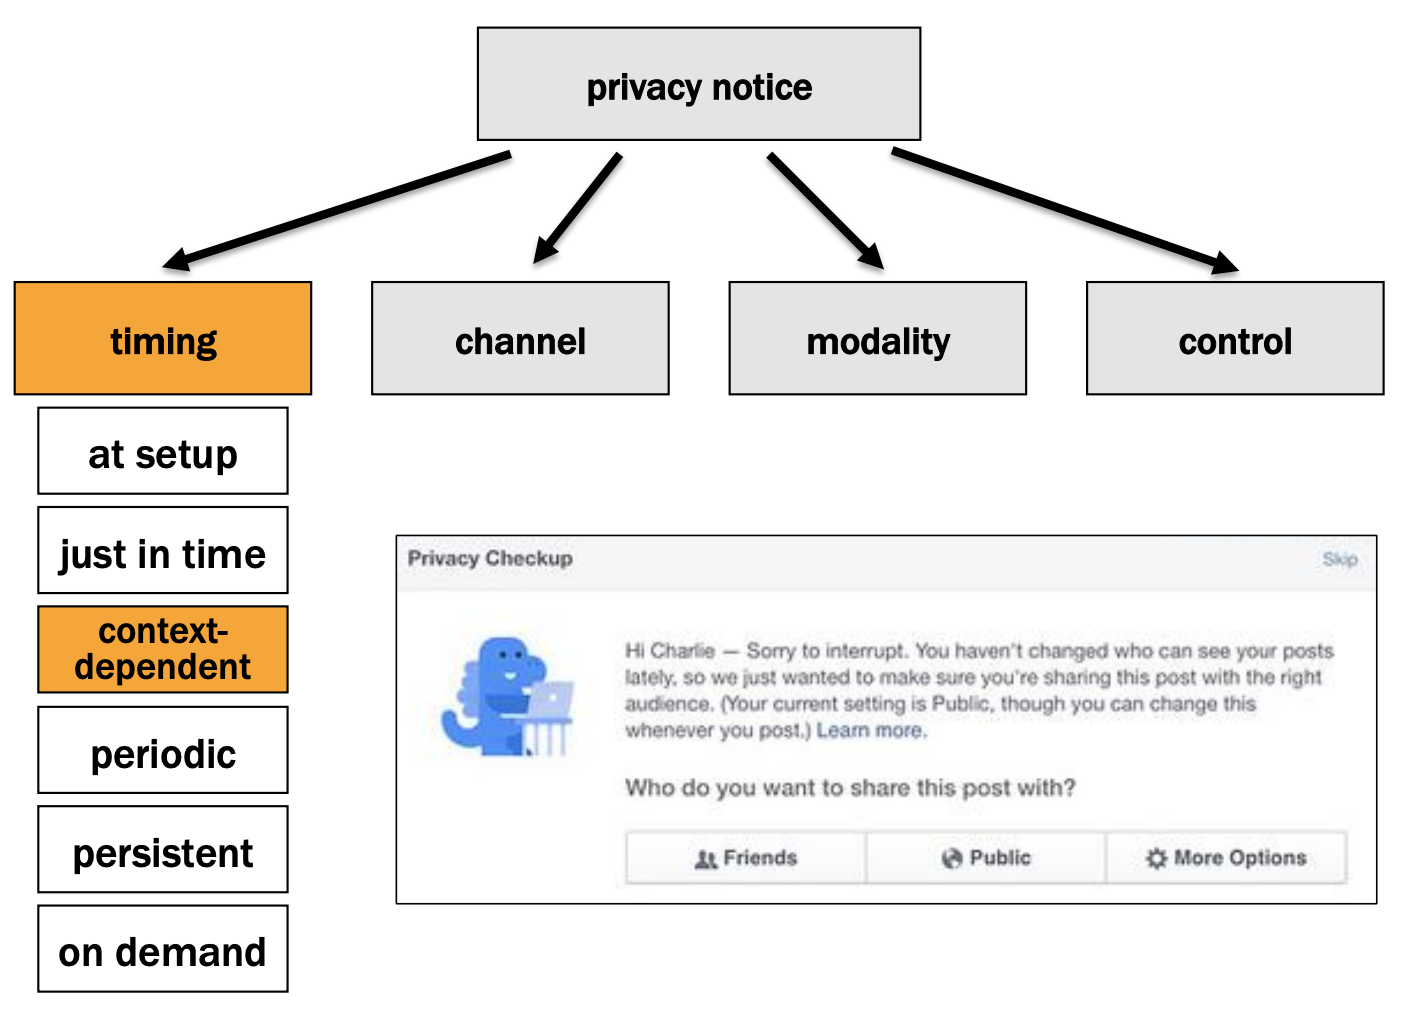 privacy notice
timing
channel
modality
control
at setup
just in time
context-
dependent
periodic
persistent
on demand
Privacy Checkup
Skip
Hi Charlie — Sorry to interrupt. You haven't changed who can see your posts
lately, so we just wanted to make sure you're sharing this post with the right
audience. (Your current setting is Public, though you can change this
whenever you post.) Learn more.
Who do you want to share this post with?
Friends
Public
More Options